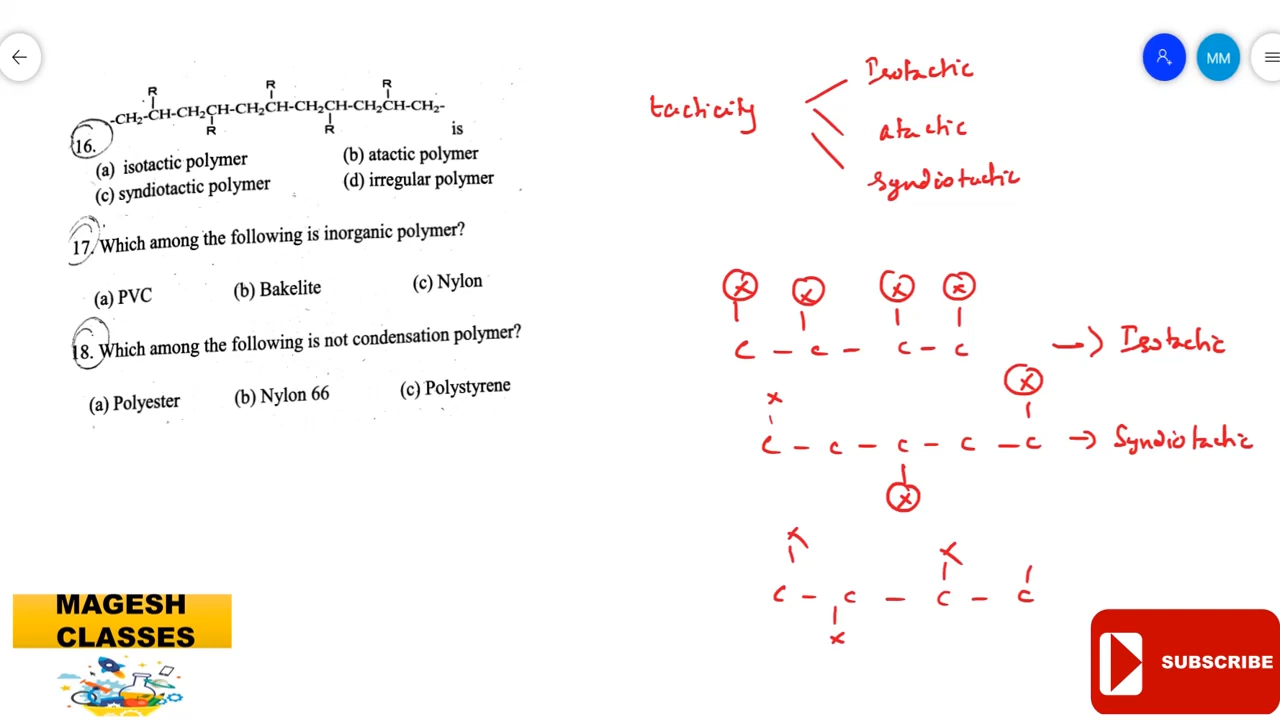 R R R
-CH₂-CH-CH₂CH-CH₂CH-CH₂CH-CH₂CH-CH₂-
R R
is
16.
(a) isotactic polymer (b) atactic polymer
(c) syndiotactic polymer (d) irregular polymer
17. Which among the following is inorganic polymer?
(a) PVC (b) Bakelite (c) Nylon
18. Which among the following is not condensation polymer?
(a) Polyester (b) Nylon 66 (c) Polystyrene
MM
tacticity
Isotactic
atactic
syndiotactic
x x x x
c - c - c - c → Isotactic
x x
c - c - c - c - c → Syndiotactic
x
x x
c - c - c - c
x
MAGESH
CLASSES
SUBSCRIBE